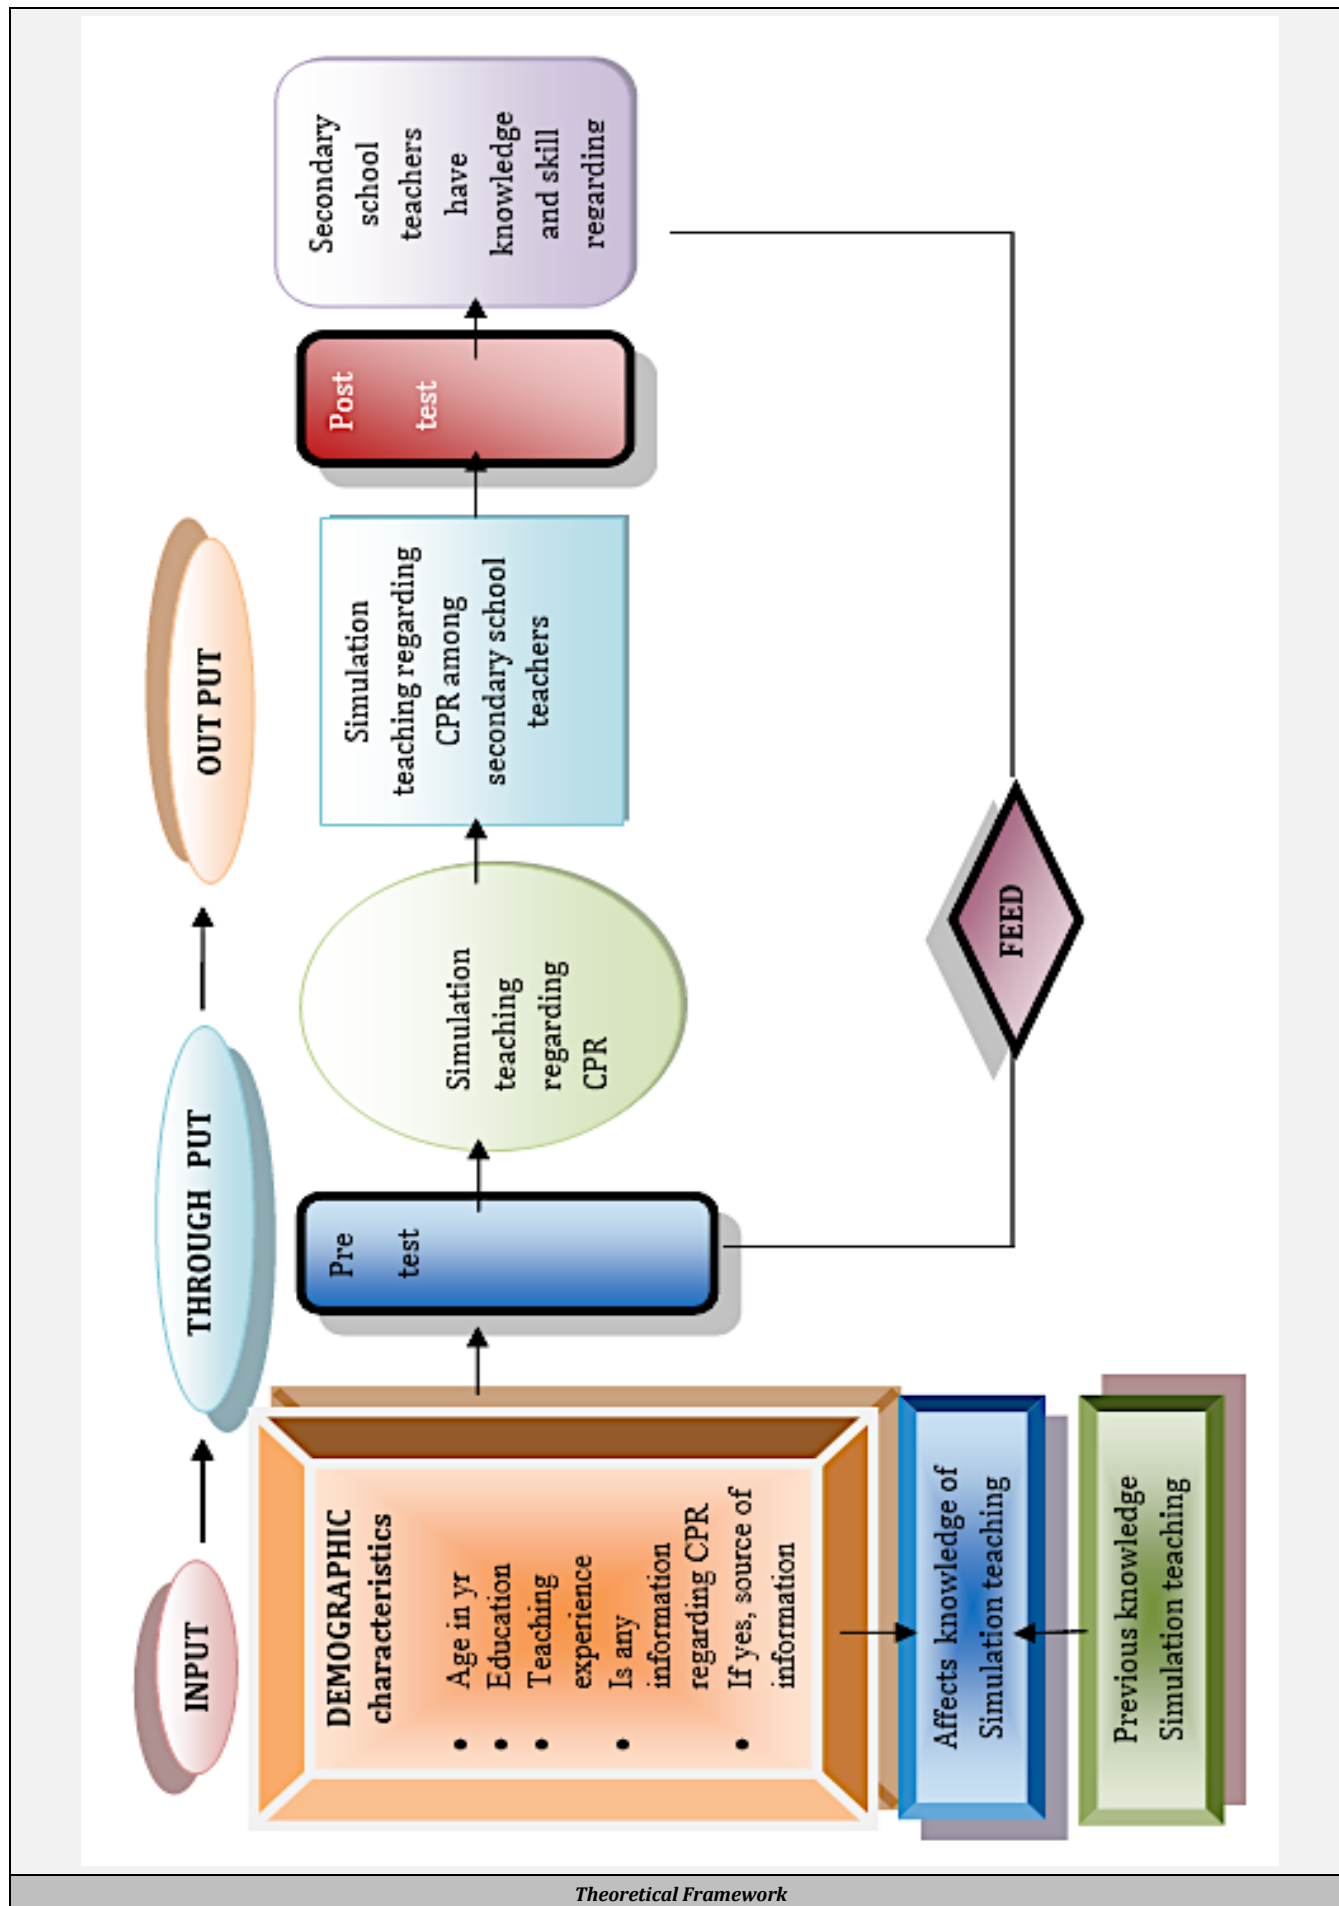 INPUT
THROUGH PUT
OUT PUT
DEMOGRAPHIC
characteristics
• Age in yr
• Education
• Teaching
experience
• Is any
information
regarding CPR
• If yes, source of
information
Affects knowledge of
Simulation teaching
Previous knowledge
Simulation teaching
Pre
test
Simulation
teaching
regarding
CPR
Simulation
teaching regarding
CPR among
secondary school
teachers
Post
test
Secondary
school
teachers
have
knowledge
and skill
regarding
FEED
Theoretical Framework